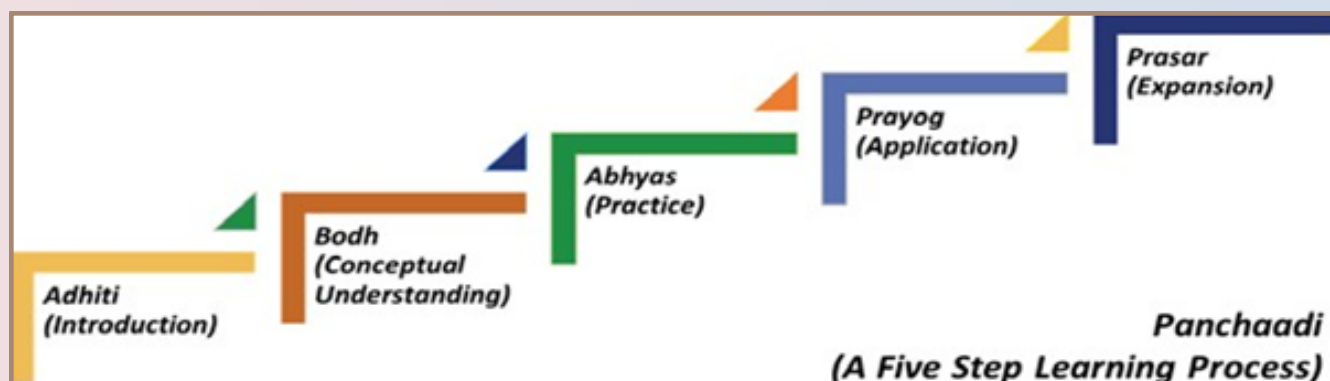 Adhiti
(Introduction)
Bodh
(Conceptual
Understanding)
Abhyas
(Practice)
Prayog
(Application)
Prasar
(Expansion)
Panchaadi
(A Five Step Learning Process)